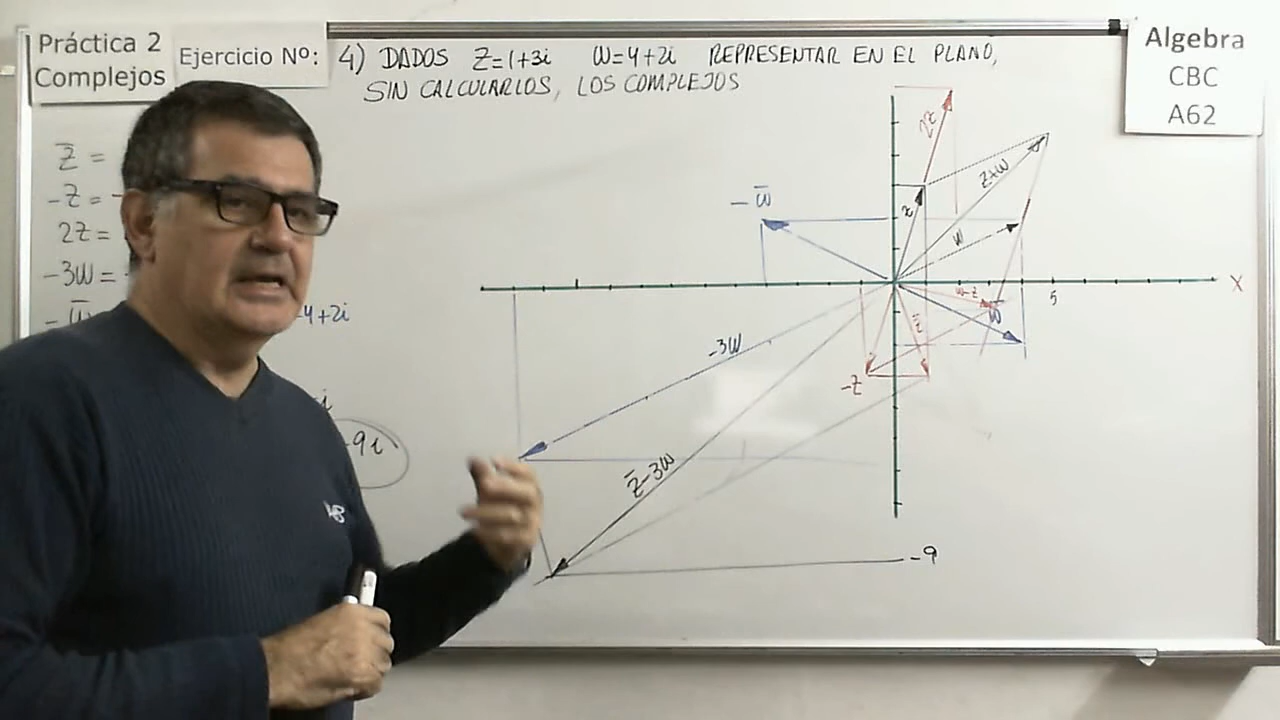 Práctica 2
Complejos
Ejercicio Nº:
4) DADOS Z=1+3i W=4+2i REPRESENTAR EN EL PLANO,
SIN CALCULARLOS, LOS COMPLEJOS
Algebra
CBC
A62
z̅ =
-z = -
2z =
-3W = -
- W̅
-4+2i
i
-9i
2z
z+w
z
w
- w̅
X
5
w-z
w̅
z̅
-z
-3W
z̅-3W
-9